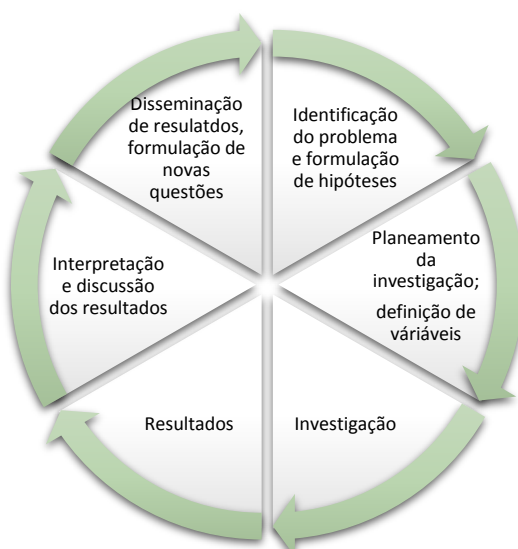 Identificação
do problema
e formulação
de hipóteses
Planeamento
da
investigação;
definição de
váriáveis
Investigação
Resultados
Interpretação
e discussão
dos resultados
Disseminação
de resulatdos,
formulação de
novas
questões